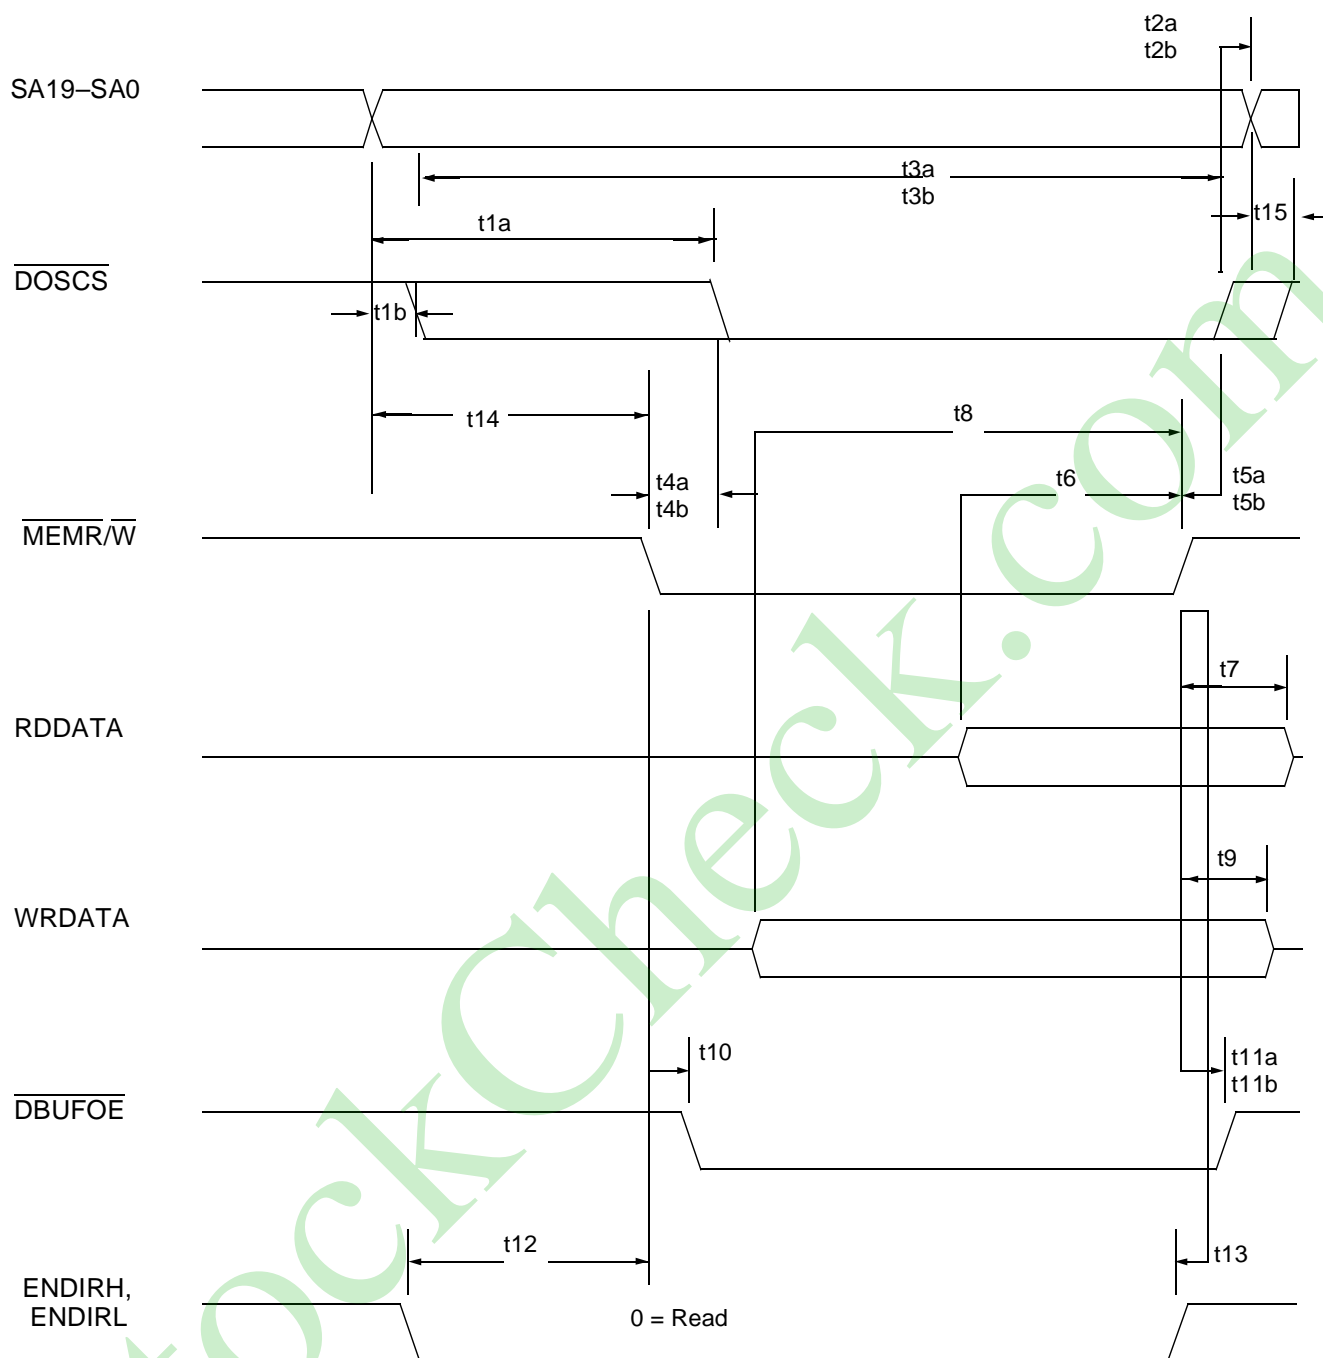 t2a
t2b
SA19–SA0
t3a
t3b
t15
t1a
DOSCS
t1b
t14
t8
t6
t4a
t4b
t5a
t5b
MEMR/W
t7
RDDATA
t9
WRDATA
t10
t11a
t11b
DBUFOE
t12
t13
ENDIRH,
ENDIRL
0 = Read
tockCheck.com